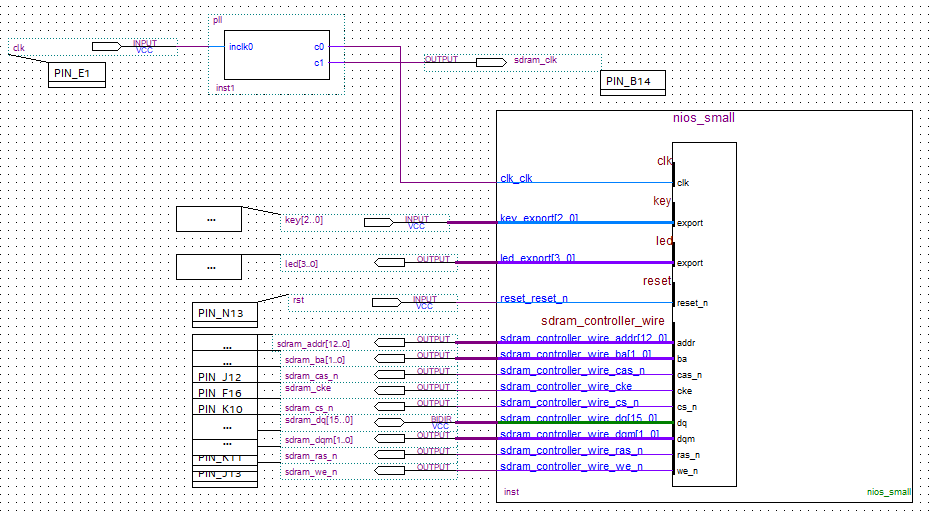 pll
clk
INPUT
VCC
inclk0
c0
c1
OUTPUT
sdram_clk
PIN_E1
PIN_B14
inst1
nios_small
clk
clk_clk
clk
key
...
key[2..0]
INPUT
VCC
key_export[2..0]
export
led
...
led[3..0]
OUTPUT
led_export[3..0]
export
reset
rst
INPUT
VCC
reset_reset_n
reset_n
PIN_N13
sdram_controller_wire
...
sdram_addr[12..0]
OUTPUT
sdram_controller_wire_addr[12..0]
addr
...
sdram_ba[1..0]
OUTPUT
sdram_controller_wire_ba[1..0]
ba
PIN_J12
sdram_cas_n
OUTPUT
sdram_controller_wire_cas_n
cas_n
PIN_F16
sdram_cke
OUTPUT
sdram_controller_wire_cke
cke
PIN_K10
sdram_cs_n
OUTPUT
sdram_controller_wire_cs_n
cs_n
...
sdram_dq[15..0]
BIDIR
VCC
sdram_controller_wire_dq[15..0]
dq
...
sdram_dqm[1..0]
OUTPUT
sdram_controller_wire_dqm[1..0]
dqm
PIN_K11
sdram_ras_n
OUTPUT
sdram_controller_wire_ras_n
ras_n
PIN_J13
sdram_we_n
OUTPUT
sdram_controller_wire_we_n
we_n
inst
nios_small